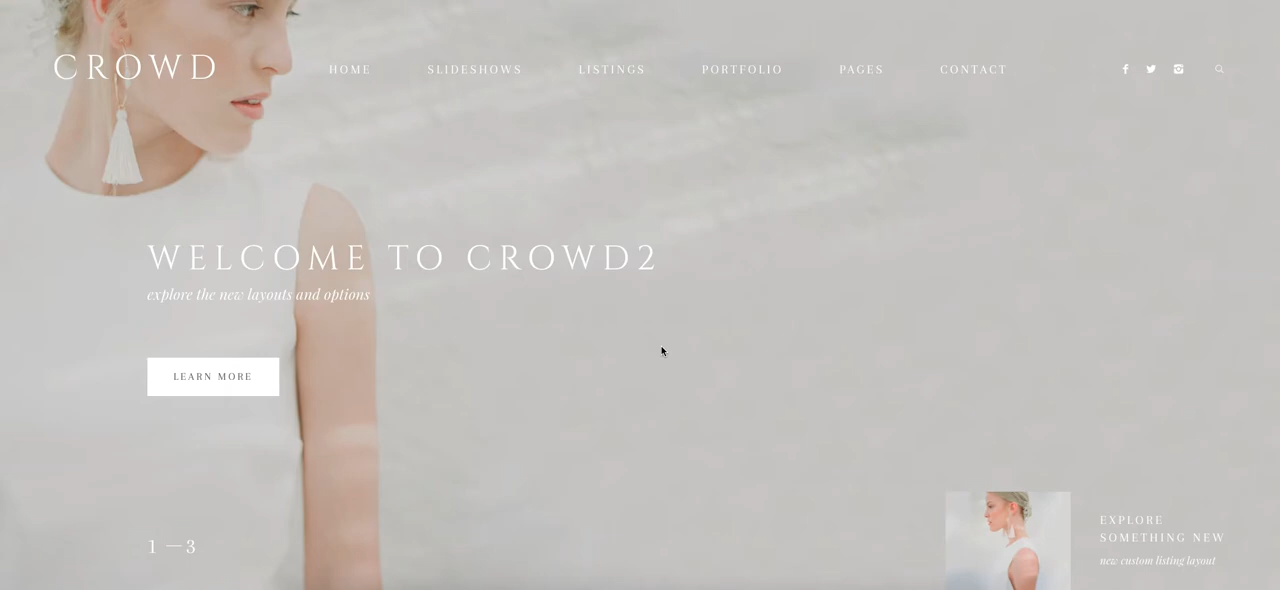 CROWD
HOME SLIDESHOWS LISTINGS PORTFOLIO PAGES CONTACT
WELCOME TO CROWD2
explore the new layouts and options
LEARN MORE
1 —3
EXPLORE
SOMETHING NEW
new custom listing layout